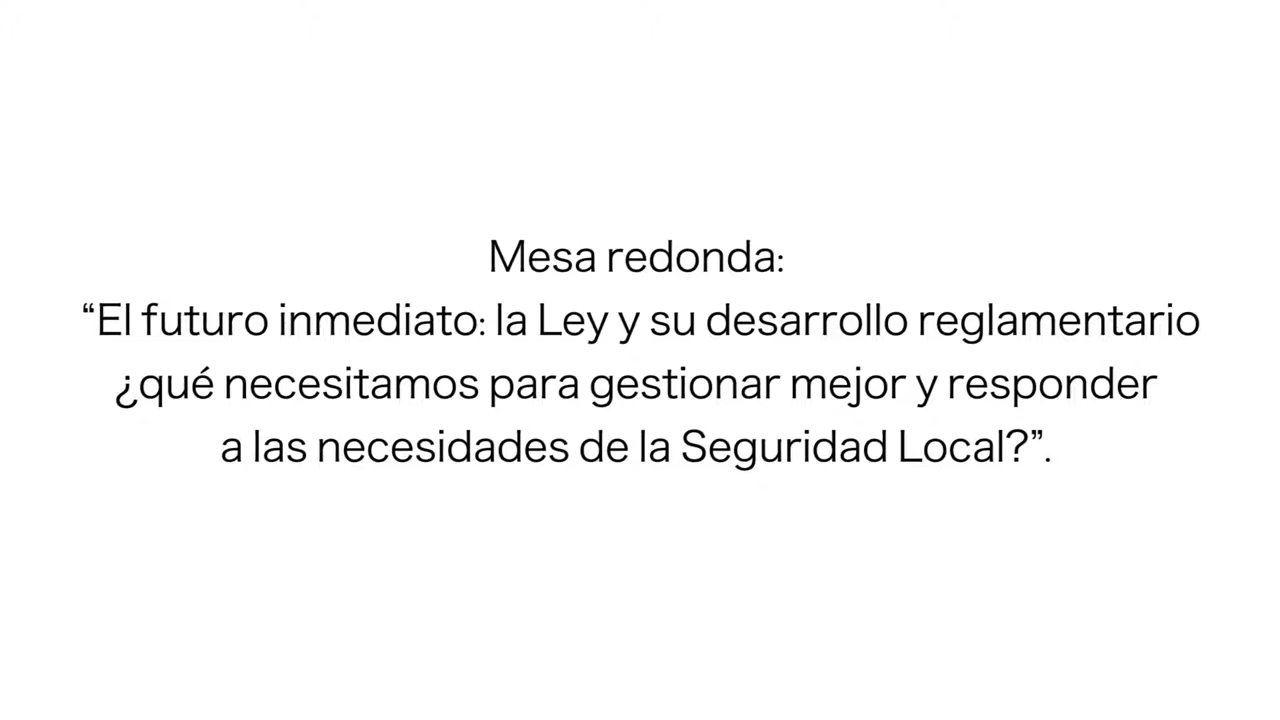 Mesa redonda:
“El futuro inmediato: la Ley y su desarrollo reglamentario
¿qué necesitamos para gestionar mejor y responder
a las necesidades de la Seguridad Local?”.